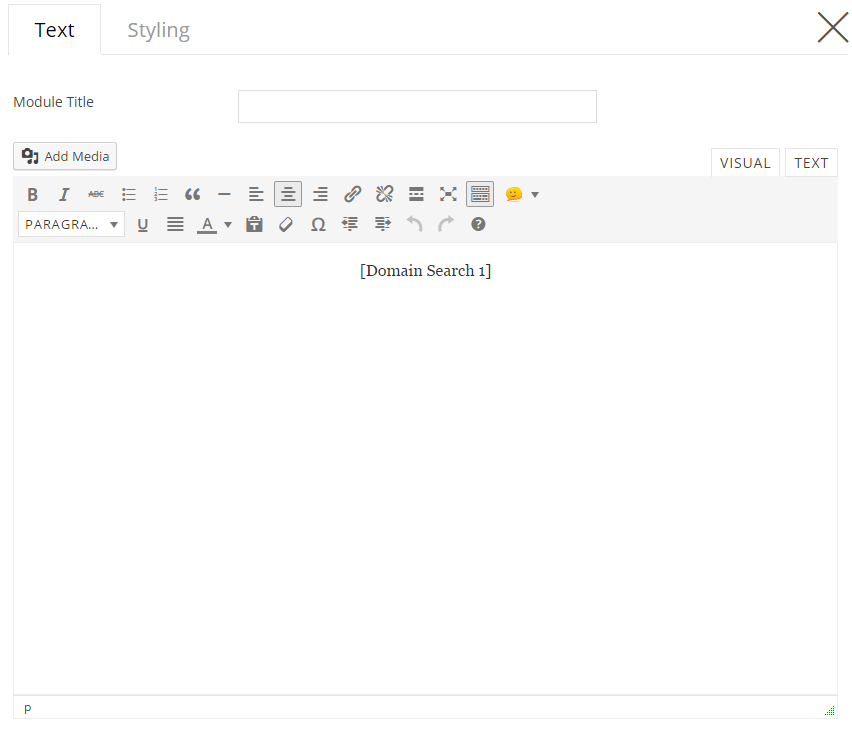 Text Styling
Module Title
Add Media
VISUAL TEXT
B I ABC
PARAGRA... U A T Ω ?
[Domain Search 1]
p